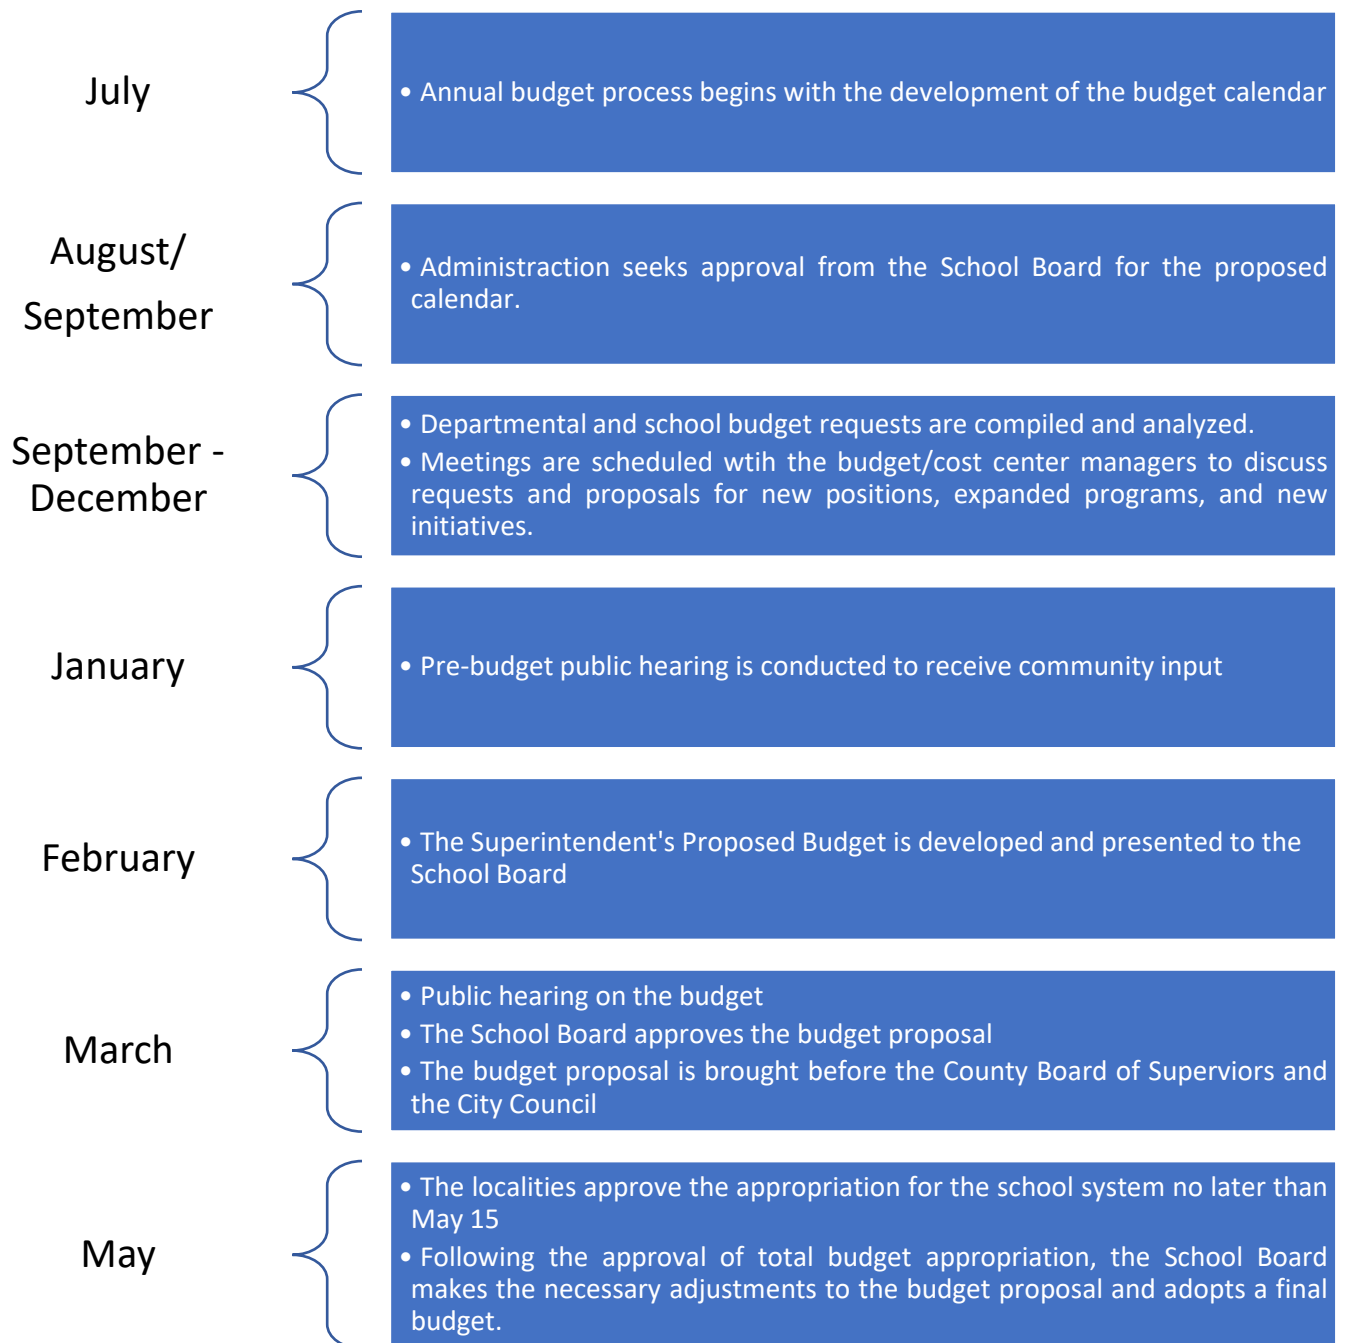 July
• Annual budget process begins with the development of the budget calendar
August/
September
• Administraction seeks approval from the School Board for the proposed
calendar.
September -
December
• Departmental and school budget requests are compiled and analyzed.
• Meetings are scheduled wtih the budget/cost center managers to discuss
requests and proposals for new positions, expanded programs, and new
initiatives.
January
• Pre-budget public hearing is conducted to receive community input
February
• The Superintendent's Proposed Budget is developed and presented to the
School Board
March
• Public hearing on the budget
• The School Board approves the budget proposal
• The budget proposal is brought before the County Board of Superviors and
the City Council
May
• The localities approve the appropriation for the school system no later than
May 15
• Following the approval of total budget appropriation, the School Board
makes the necessary adjustments to the budget proposal and adopts a final
budget.